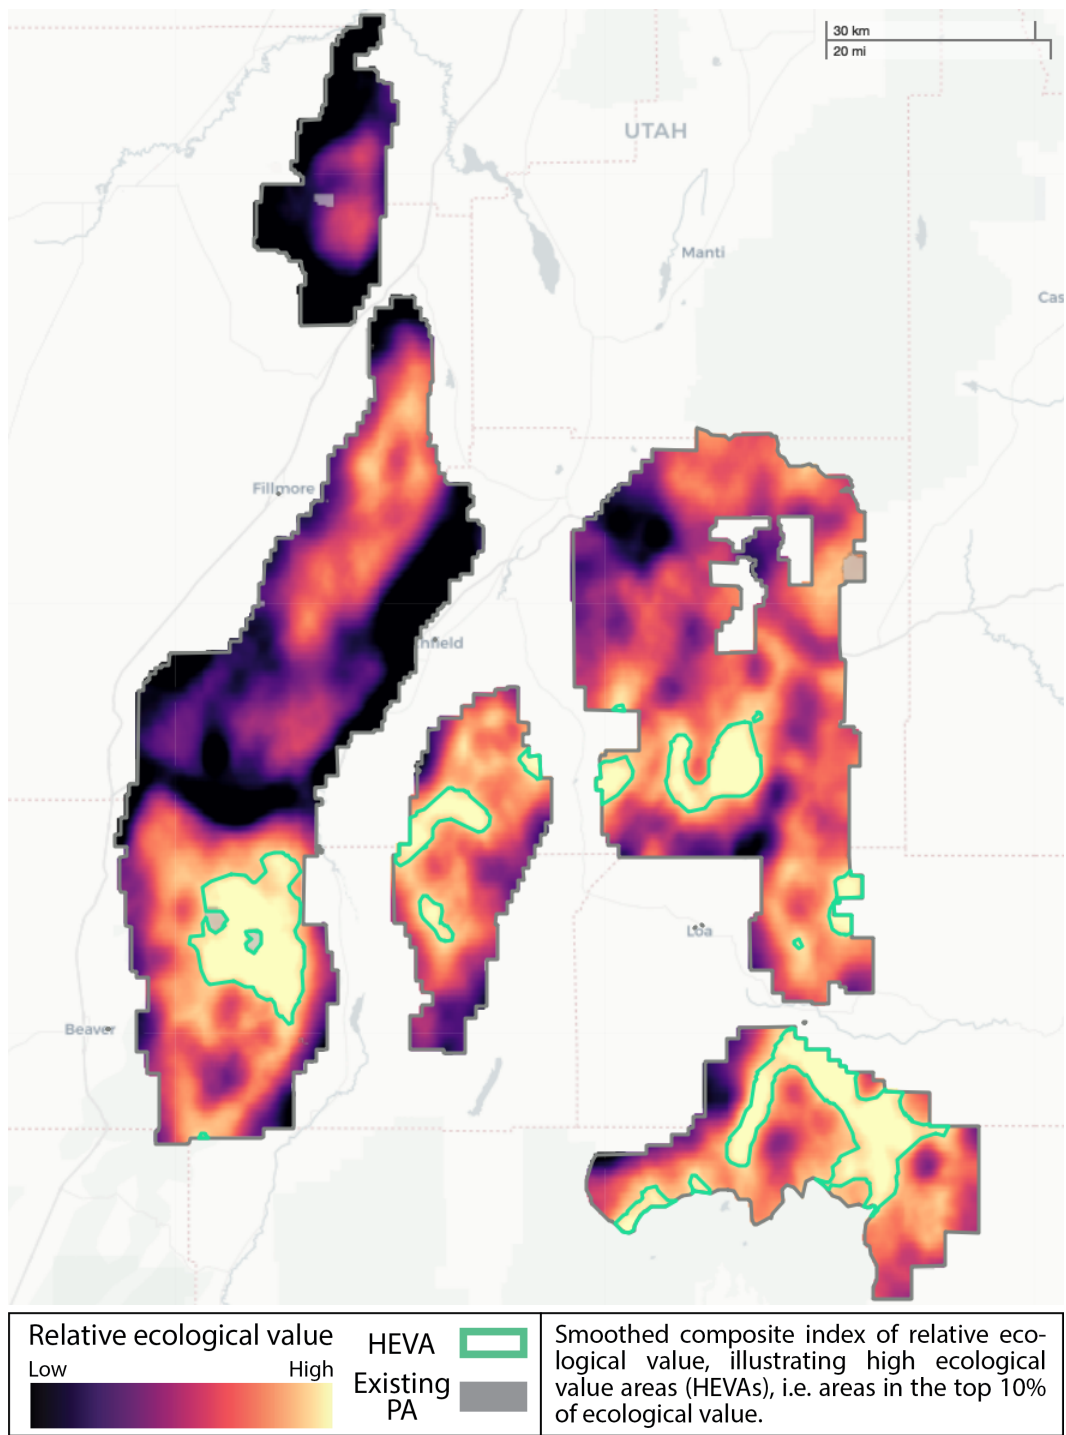 30 km
20 mi
UTAH
Manti
Cas
Fillmore
hfield
Loa
Beaver
Relative ecological value
Low High
HEVA
Existing
PA
Smoothed composite index of relative eco-
logical value, illustrating high ecological
value areas (HEVAs), i.e. areas in the top 10%
of ecological value.